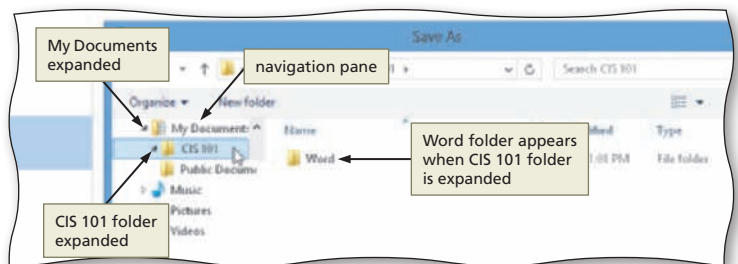 Save As
My Documents
expanded
navigation pane
Search CIS 101
Organize
New folder
My Documents
Name
Type
CIS 101
Word
File folder
Word folder appears
when CIS 101 folder
is expanded
Public
Music
CIS 101 folder
expanded
Pictures
Videos